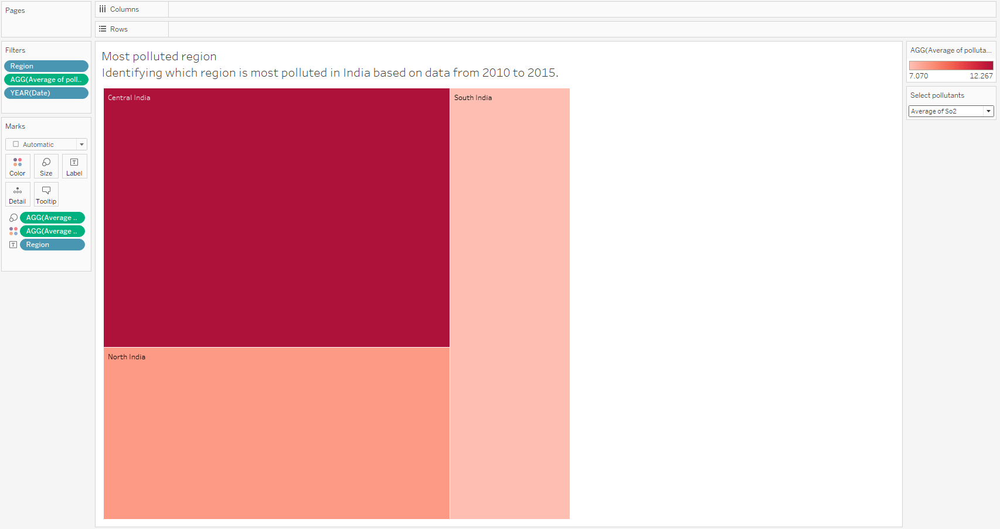 Pages
Columns
Rows
Filters
Region
AGG(Average of poll..
YEAR(Date)
Marks
Automatic
Color
Size
Label
Detail
Tooltip
AGG(Average ..
AGG(Average ..
Region
Most polluted region
Identifying which region is most polluted in India based on data from 2010 to 2015.
Central India
South India
North India
AGG(Average of polluta...
7.070 12.267
Select pollutants
Average of So2